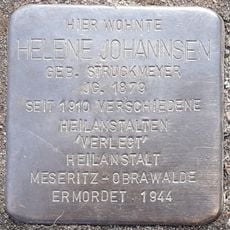 HIER WOHNTE
HELENE JOHANNSEN
GEB. STRUCKMEYER
JG. 1879
SEIT 1910 VERSCHIEDENE
HEILANSTALTEN
'VERLEGT'
HEILANSTALT
MESERITZ-OBRAWALDE
ERMORDET 1944